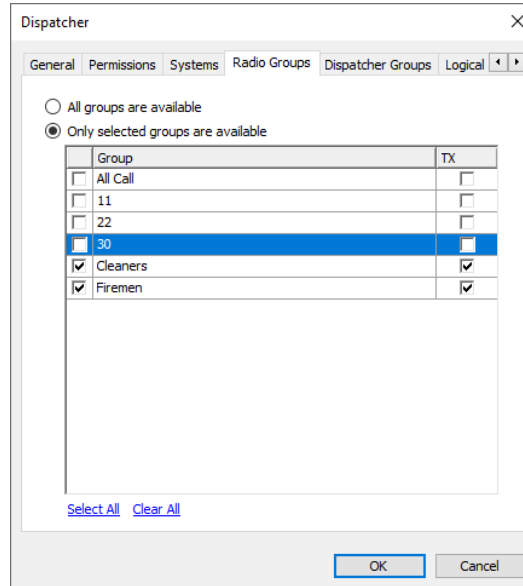 Dispatcher
General Permissions Systems Radio Groups Dispatcher Groups Logical
All groups are available
Only selected groups are available
Group TX
All Call
11
22
30
Cleaners
Firemen
Select All Clear All
OK Cancel